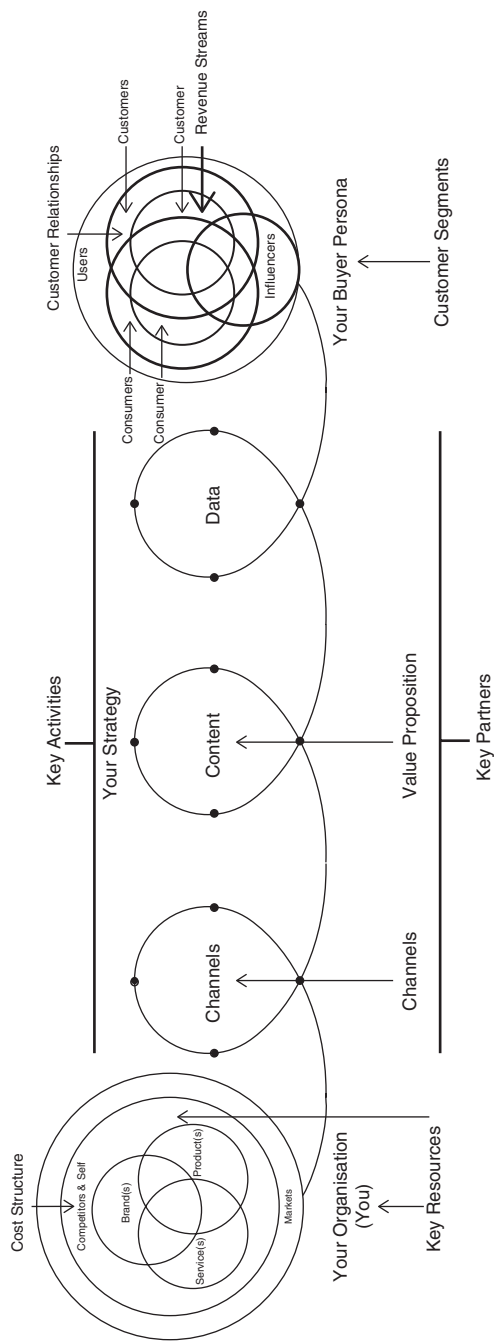 Cost Structure
Competitors & Self
Brand(s)
Service(s)
Product(s)
Markets
Your Organisation
(You)
Key Resources
Key Activities
Your Strategy
Channels
Content
Data
Channels
Value Proposition
Key Partners
Customer Relationships
Users
Customers
Customer
Revenue Streams
Consumers
Consumer
Influencers
Your Buyer Persona
Customer Segments